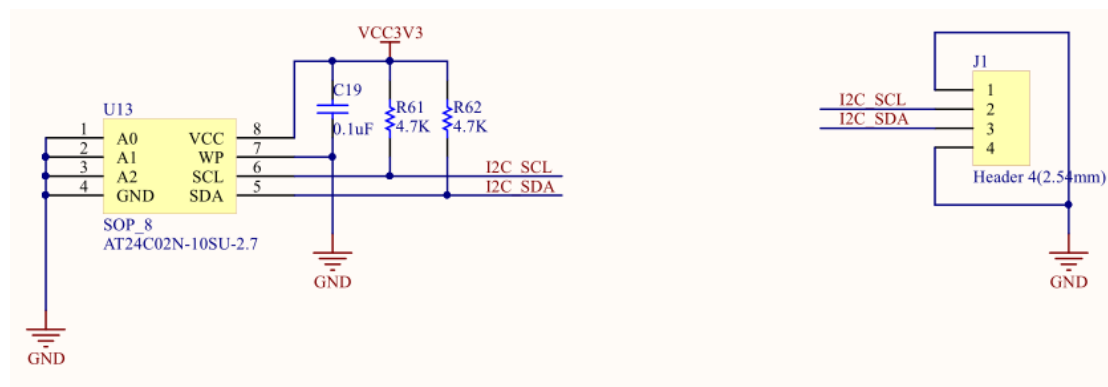 VCC3V3
C19
0.1uF
R61
4.7K
R62
4.7K
U13
1 A0 VCC 8
2 A1 WP 7
3 A2 SCL 6
4 GND SDA 5
I2C_SCL
I2C_SDA
SOP_8
AT24C02N-10SU-2.7
GND
GND
J1
I2C_SCL
I2C_SDA
1
2
3
4
Header 4(2.54mm)
GND